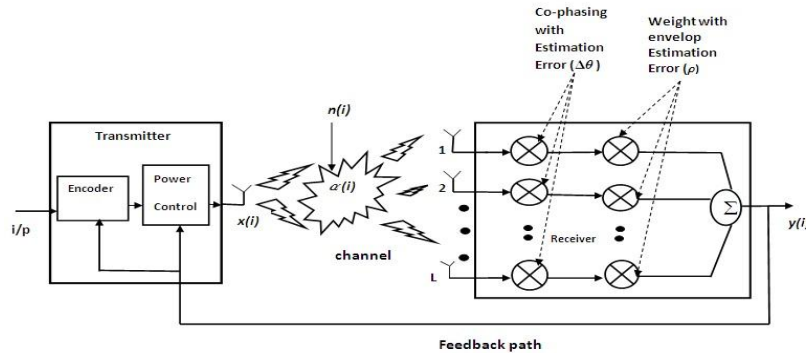 Co-phasing
with
Estimation
Error (Δθ )
Weight with
envelop
Estimation
Error (ρ)
Transmitter
n(i)
Encoder
Power
Control
α(i)
1
2
L
i/p
x(i)
channel
Receiver
Σ
y(i)
Feedback path